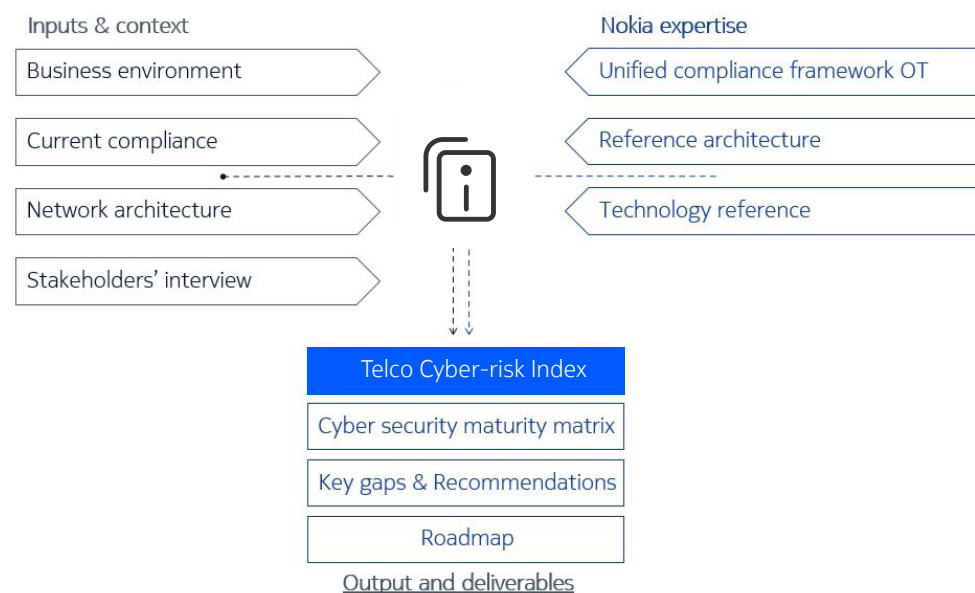 Inputs & context
Business environment
Current compliance
Network architecture
Stakeholders’ interview
Nokia expertise
Unified compliance framework OT
Reference architecture
Technology reference
Telco Cyber-risk Index
Cyber security maturity matrix
Key gaps & Recommendations
Roadmap
Output and deliverables